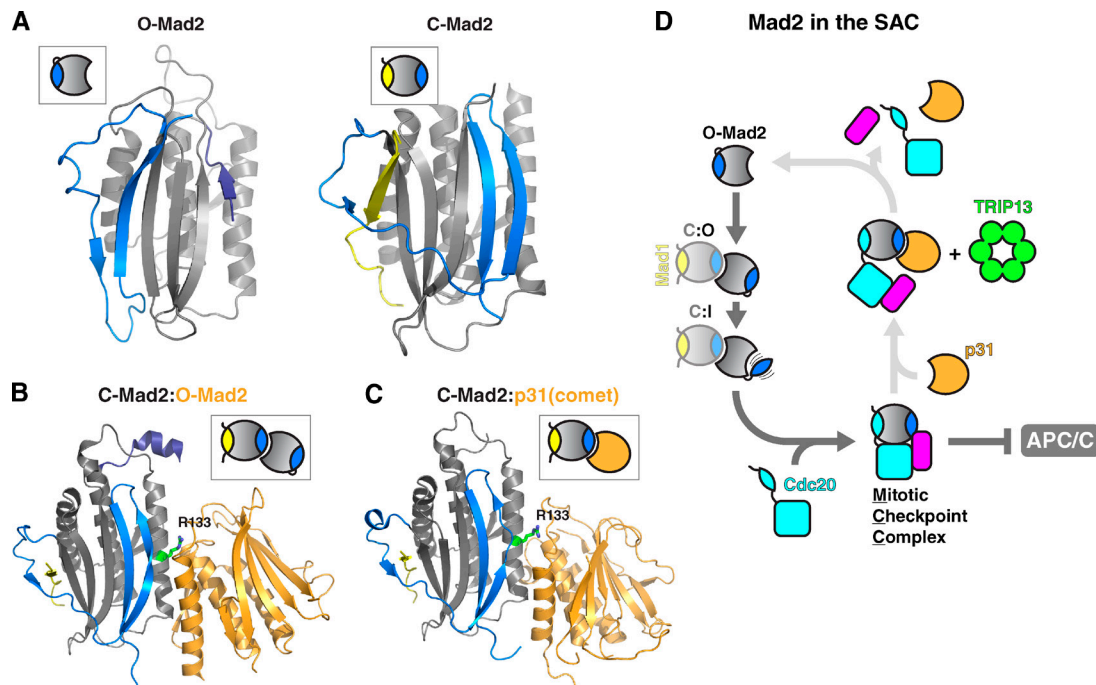 A
O-Mad2
C-Mad2
B
C-Mad2:O-Mad2
R133
C
C-Mad2:p31(comet)
R133
D
Mad2 in the SAC
O-Mad2
TRIP13
C:O
Mad1
+
C:I
p31
Cdc20
APC/C
Mitotic
Checkpoint
Complex